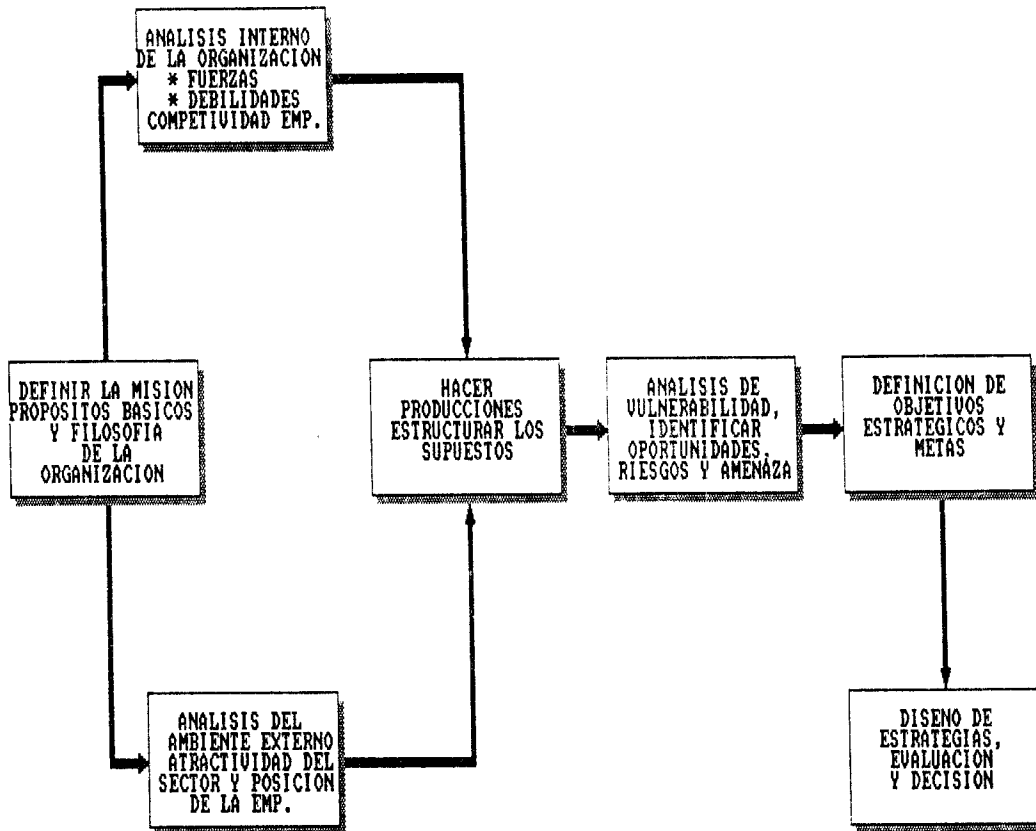 ANALISIS INTERNO
DE LA ORGANIZACION
* FUERZAS
* DEBILIDADES
COMPETIVIDAD EMP.
DEFINIR LA MISION
PROPOSITOS BASICOS
Y FILOSOFIA
DE LA
ORGANIZACION
HACER
PRODUCCIONES
ESTRUCTURAR LOS
SUPUESTOS
ANALISIS DE
VULNERABILIDAD,
IDENTIFICAR
OPORTUNIDADES,
RIESGOS Y AMENAZA
DEFINICION DE
OBJETIVOS
ESTRATEGICOS Y
METAS
ANALISIS DEL
AMBIENTE EXTERNO
ATRACTIVIDAD DEL
SECTOR Y POSICION
DE LA EMP.
DISENO DE
ESTRATEGIAS,
EVALUACION
Y DECISION